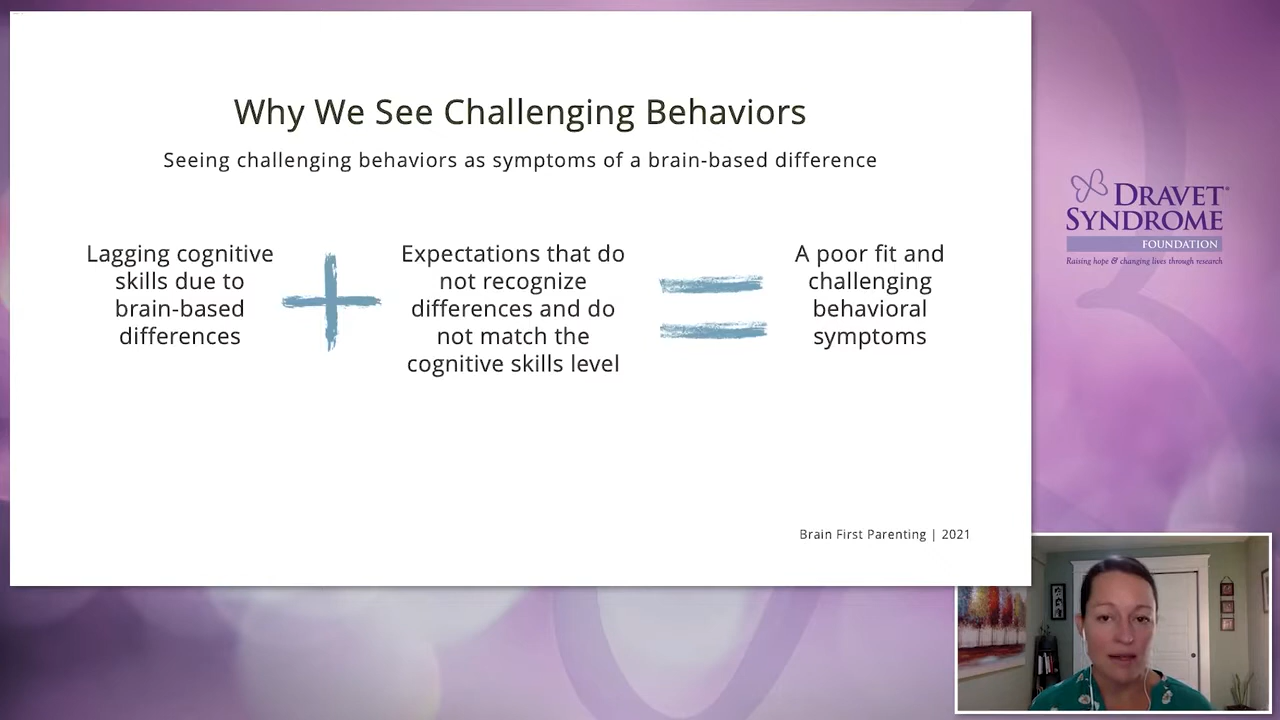 Why We See Challenging Behaviors
Seeing challenging behaviors as symptoms of a brain-based difference
Lagging cognitive
skills due to
brain-based
differences
Expectations that do
not recognize
differences and do
not match the
cognitive skills level
A poor fit and
challenging
behavioral
symptoms
Brain First Parenting | 2021
DRAVET®
SYNDROME
FOUNDATION
Raising hope & changing lives through research